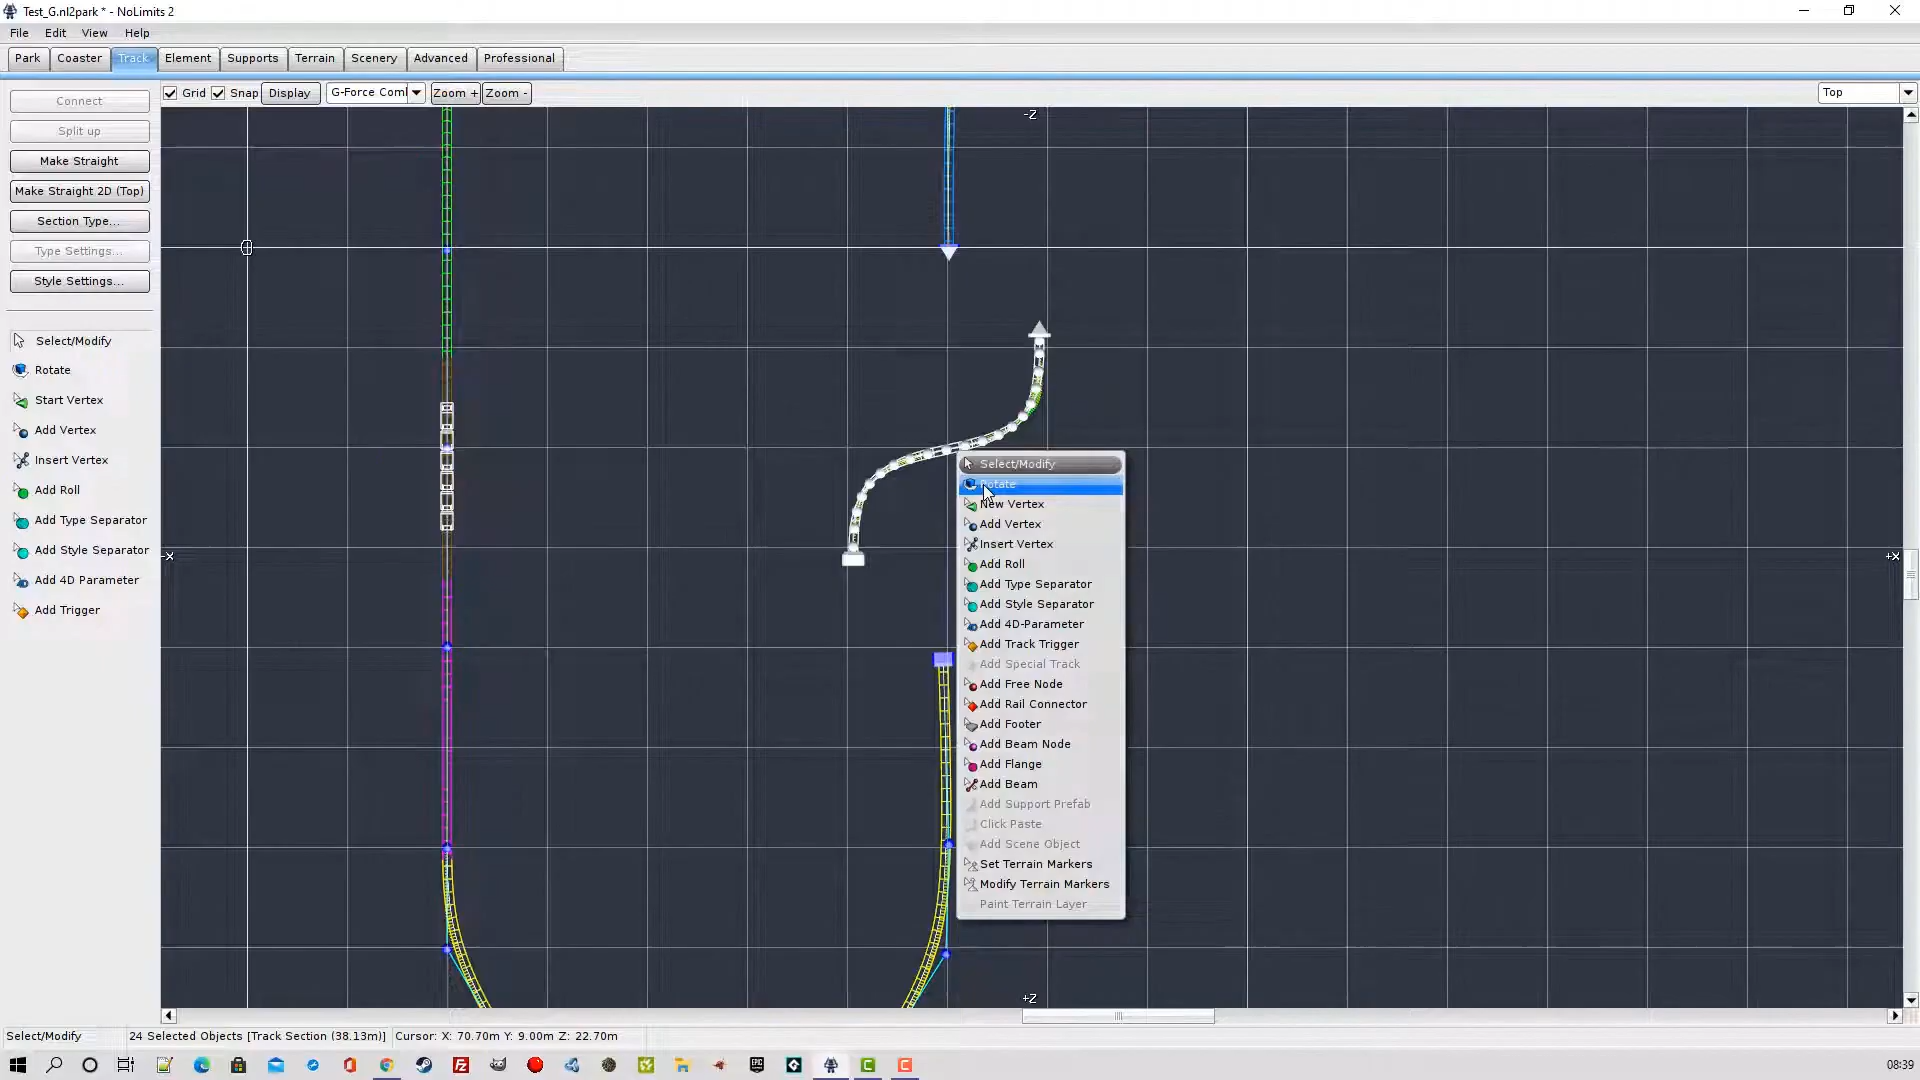 Test_G.nl2park * - NoLimits 2
File Edit View Help
Park Coaster Track Element Supports Terrain Scenery Advanced Professional
Connect
Split up
Make Straight
Make Straight 2D (Top)
Section Type...
Type Settings...
Style Settings...
Select/Modify
Rotate
Start Vertex
Add Vertex
Insert Vertex
Add Roll
Add Type Separator
Add Style Separator
Add 4D Parameter
Add Trigger
Grid Snap Display G-Force Coml Zoom + Zoom - Top
-Z
-X
+X
+Z
Select/Modify
Rotate
New Vertex
Add Vertex
Insert Vertex
Add Roll
Add Type Separator
Add Style Separator
Add 4D-Parameter
Add Track Trigger
Add Special Track
Add Free Node
Add Rail Connector
Add Footer
Add Beam Node
Add Flange
Add Beam
Add Support Prefab
Click Paste
Add Scene Object
Set Terrain Markers
Modify Terrain Markers
Paint Terrain Layer
Select/Modify 24 Selected Objects [Track Section (38.13m)] Cursor: X: 70.70m Y: 9.00m Z: 22.70m
08:39